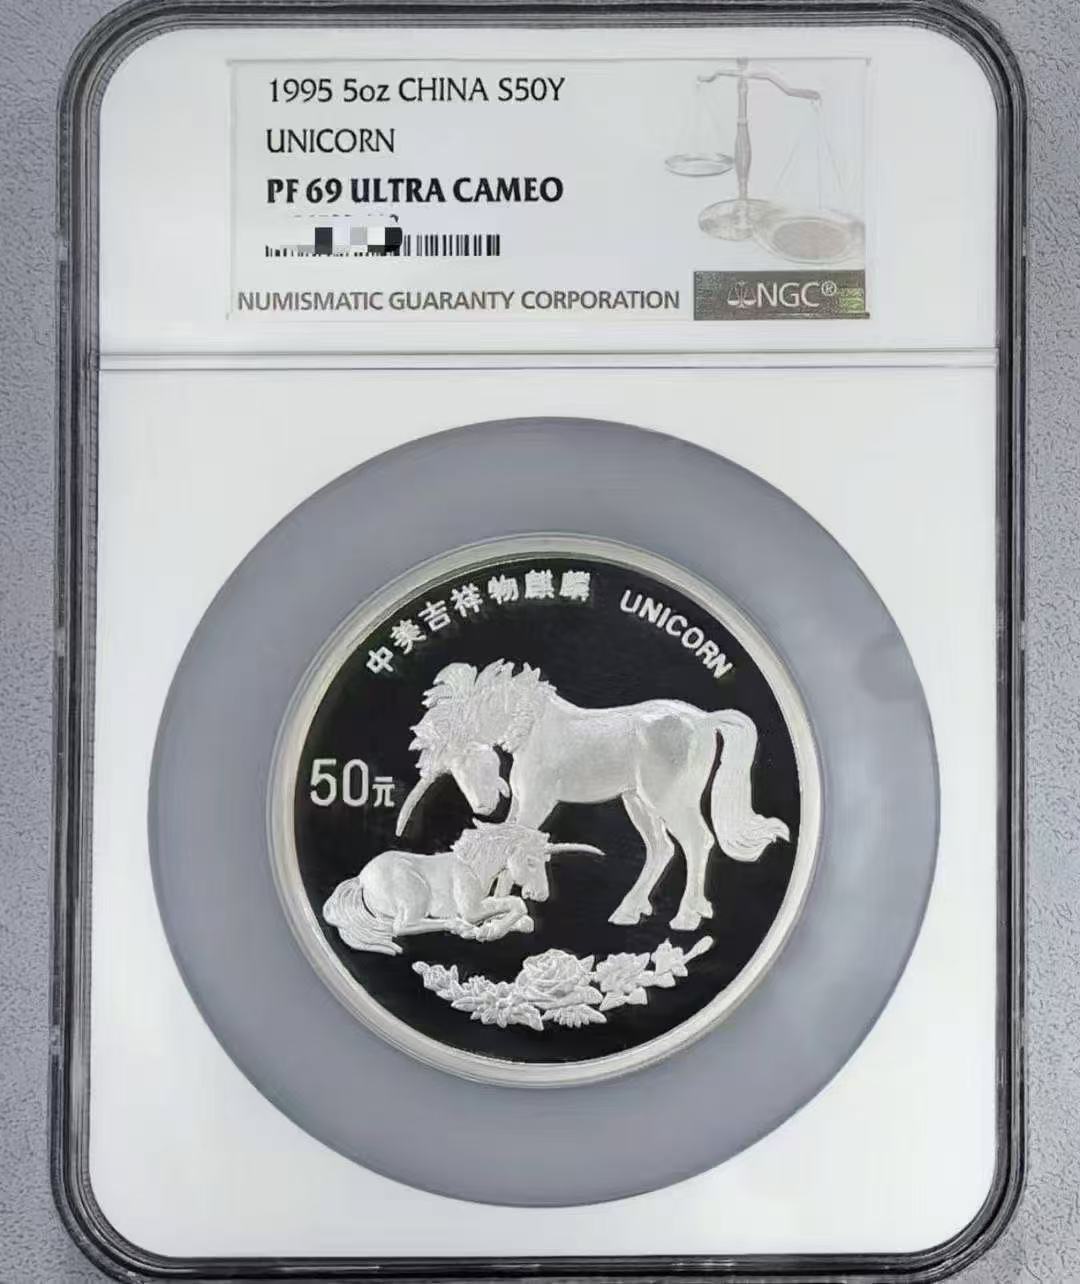 1995 5oz CHINA S50Y
UNICORN
PF 69 ULTRA CAMEO
NUMISMATIC GUARANTY CORPORATION
NGC®
中美吉祥物麒麟 UNICORN
50元